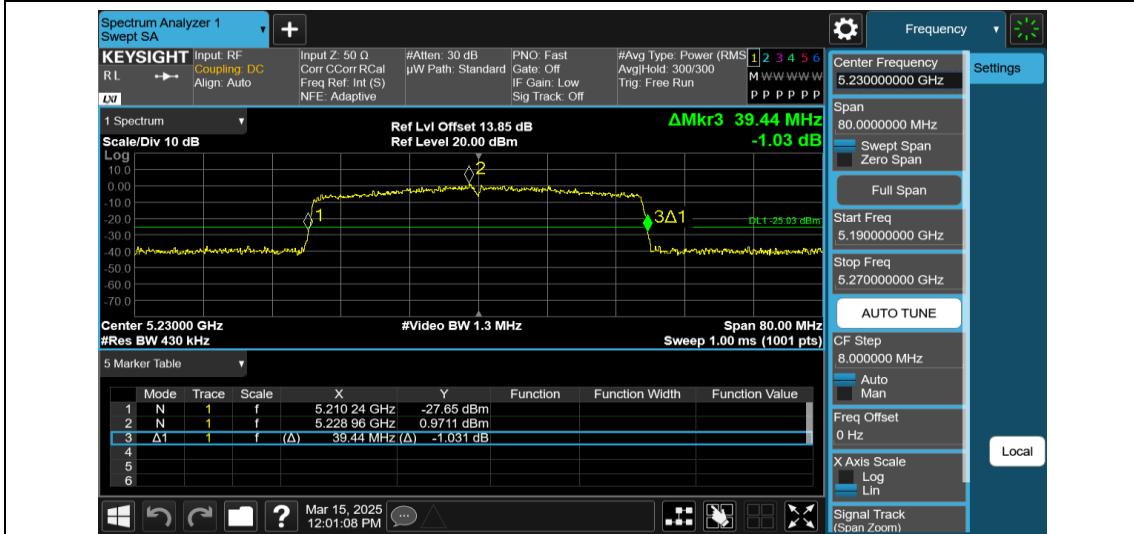 Spectrum Analyzer 1
Swept SA
+
Frequency
KEYSIGHT
R L
LXI
Input: RF
Coupling: DC
Align: Auto
Input Z: 50 Ω
Corr CCorr RCal
Freq Ref: Int (S)
NFE: Adaptive
#Atten: 30 dB
µW Path: Standard
PNO: Fast
Gate: Off
IF Gain: Low
Sig Track: Off
#Avg Type: Power (RMS
Avg|Hold: 300/300
Trig: Free Run
1 2 3 4 5 6
M W W W W W
P P P P P P
1 Spectrum
Scale/Div 10 dB
Ref Lvl Offset 13.85 dB
Ref Level 20.00 dBm
ΔMkr3 39.44 MHz
-1.03 dB
Log
10.0
0.00
-10.0
-20.0
-30.0
-40.0
-50.0
-60.0
-70.0
1
2
3Δ1
DL1 -25.03 dBm
Center 5.23000 GHz
#Video BW 1.3 MHz
Span 80.00 MHz
#Res BW 430 kHz
Sweep 1.00 ms (1001 pts)
5 Marker Table
Mode Trace Scale X Y Function Function Width Function Value
1 N 1 f 5.210 24 GHz -27.65 dBm
2 N 1 f 5.228 96 GHz 0.9711 dBm
3 Δ1 1 f (Δ) 39.44 MHz (Δ) -1.031 dB
4
5
6
?
Mar 15, 2025
12:01:08 PM
Center Frequency
5.230000000 GHz
Span
80.0000000 MHz
Swept Span
Zero Span
Full Span
Start Freq
5.190000000 GHz
Stop Freq
5.270000000 GHz
AUTO TUNE
CF Step
8.000000 MHz
Auto
Man
Freq Offset
0 Hz
X Axis Scale
Log
Lin
Signal Track
(Span Zoom)
Settings
Local